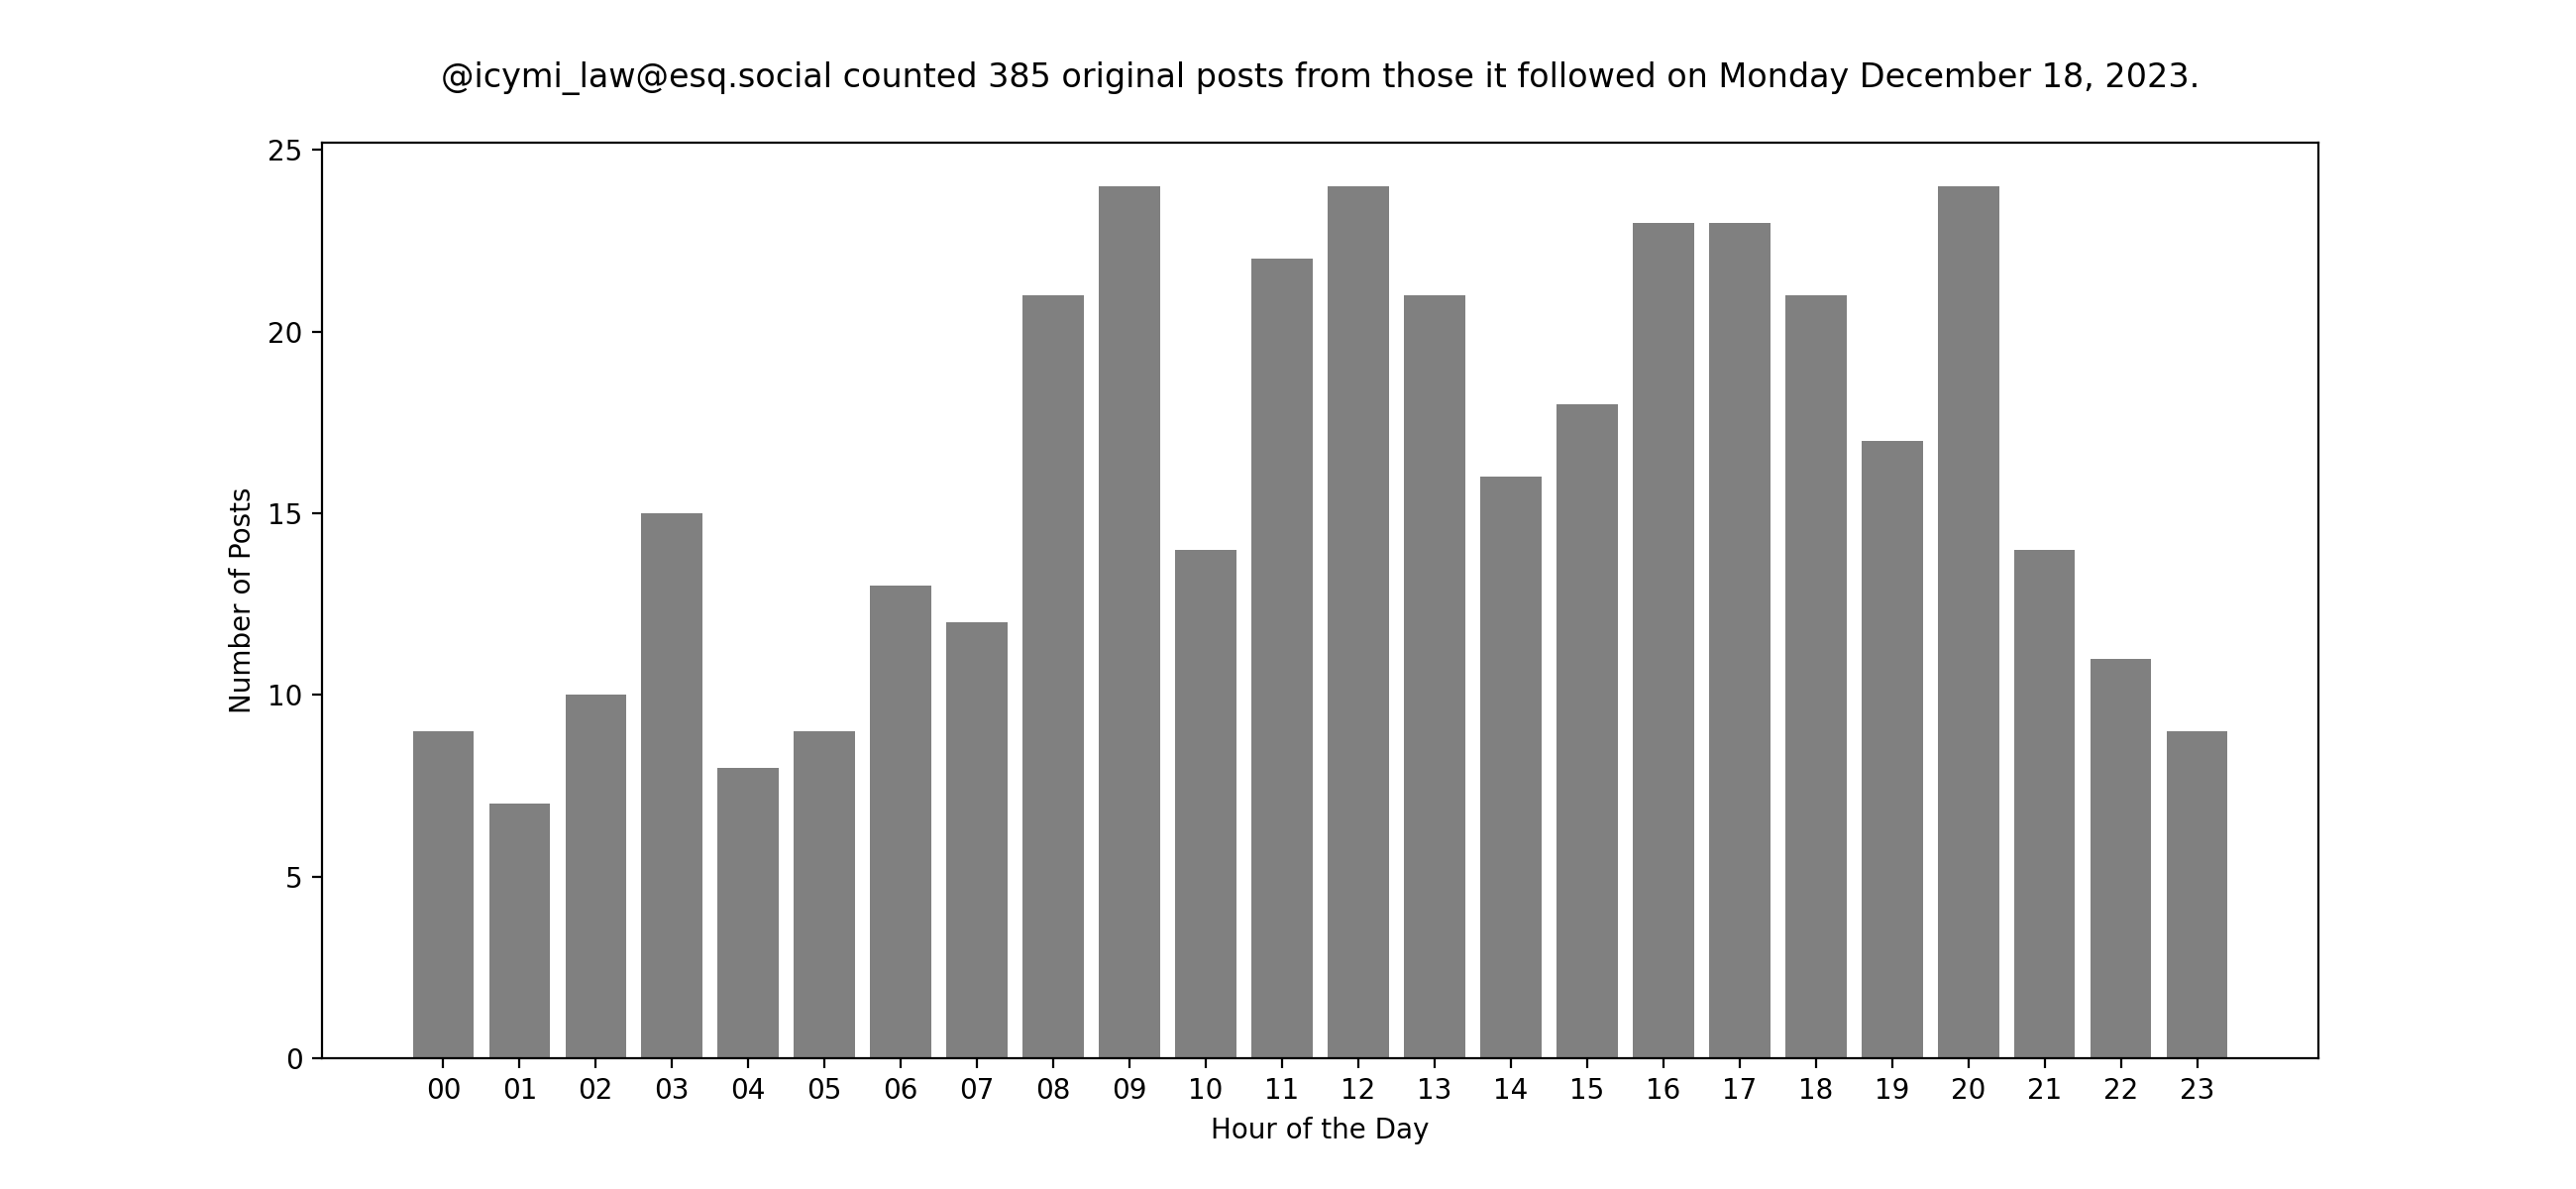 @icymi_law@esq.social counted 385 original posts from those it followed on Monday December 18, 2023.
25
20
15
10
5
0
Number of Posts
00 01 02 03 04 05 06 07 08 09 10 11 12 13 14 15 16 17 18 19 20 21 22 23
Hour of the Day